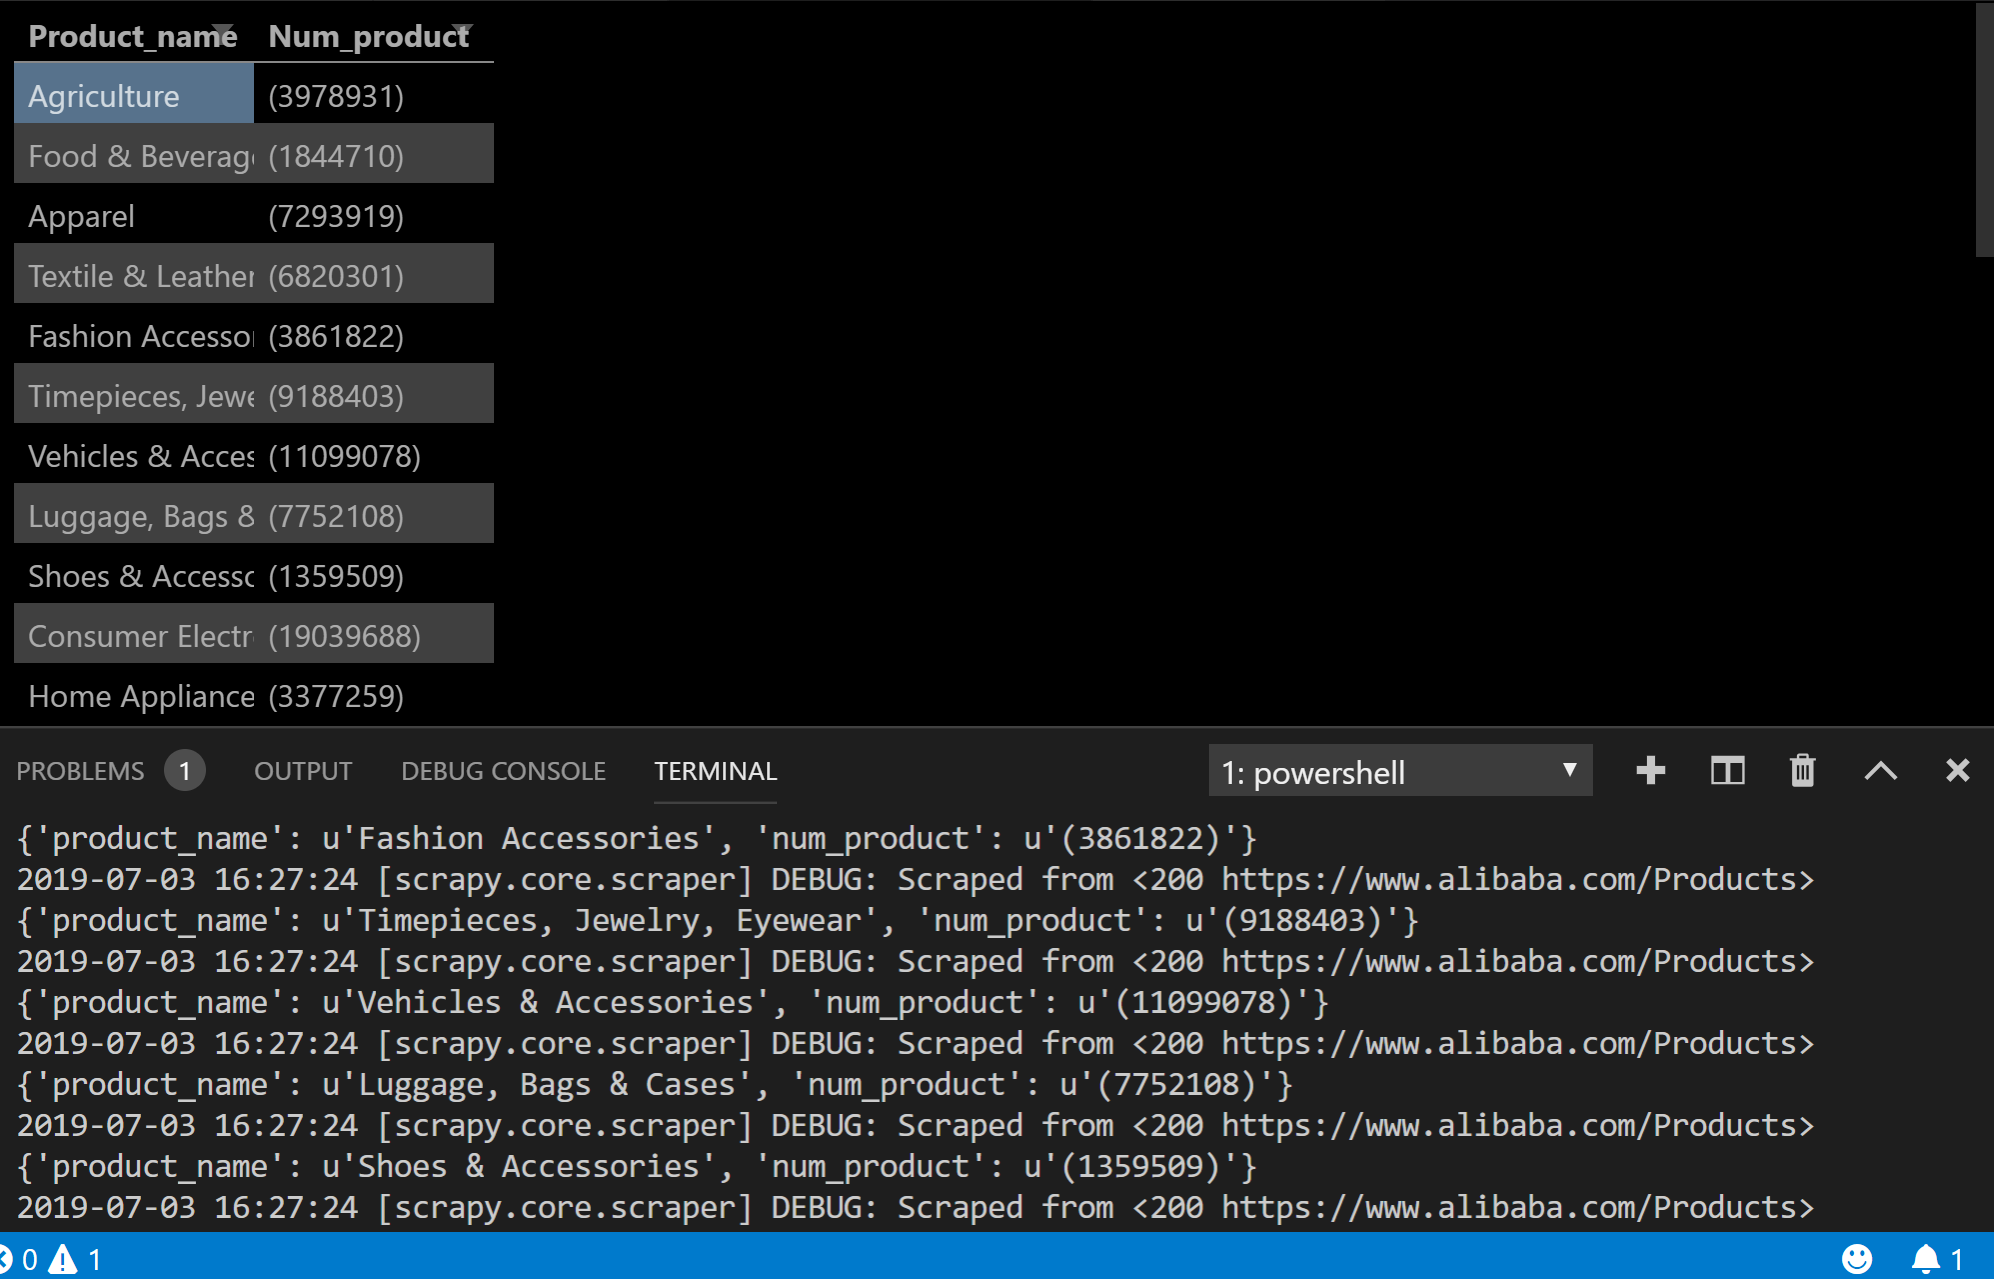 Product_name Num_product
Agriculture (3978931)
Food & Beverage (1844710)
Apparel (7293919)
Textile & Leather (6820301)
Fashion Accesso (3861822)
Timepieces, Jewe (9188403)
Vehicles & Acces (11099078)
Luggage, Bags & (7752108)
Shoes & Accesso (1359509)
Consumer Electr (19039688)
Home Appliance (3377259)
PROBLEMS 1 OUTPUT DEBUG CONSOLE TERMINAL 1: powershell
{'product_name': u'Fashion Accessories', 'num_product': u'(3861822)'}
2019-07-03 16:27:24 [scrapy.core.scraper] DEBUG: Scraped from <200 https://www.alibaba.com/Products>
{'product_name': u'Timepieces, Jewelry, Eyewear', 'num_product': u'(9188403)'}
2019-07-03 16:27:24 [scrapy.core.scraper] DEBUG: Scraped from <200 https://www.alibaba.com/Products>
{'product_name': u'Vehicles & Accessories', 'num_product': u'(11099078)'}
2019-07-03 16:27:24 [scrapy.core.scraper] DEBUG: Scraped from <200 https://www.alibaba.com/Products>
{'product_name': u'Luggage, Bags & Cases', 'num_product': u'(7752108)'}
2019-07-03 16:27:24 [scrapy.core.scraper] DEBUG: Scraped from <200 https://www.alibaba.com/Products>
{'product_name': u'Shoes & Accessories', 'num_product': u'(1359509)'}
2019-07-03 16:27:24 [scrapy.core.scraper] DEBUG: Scraped from <200 https://www.alibaba.com/Products>
0 1 1